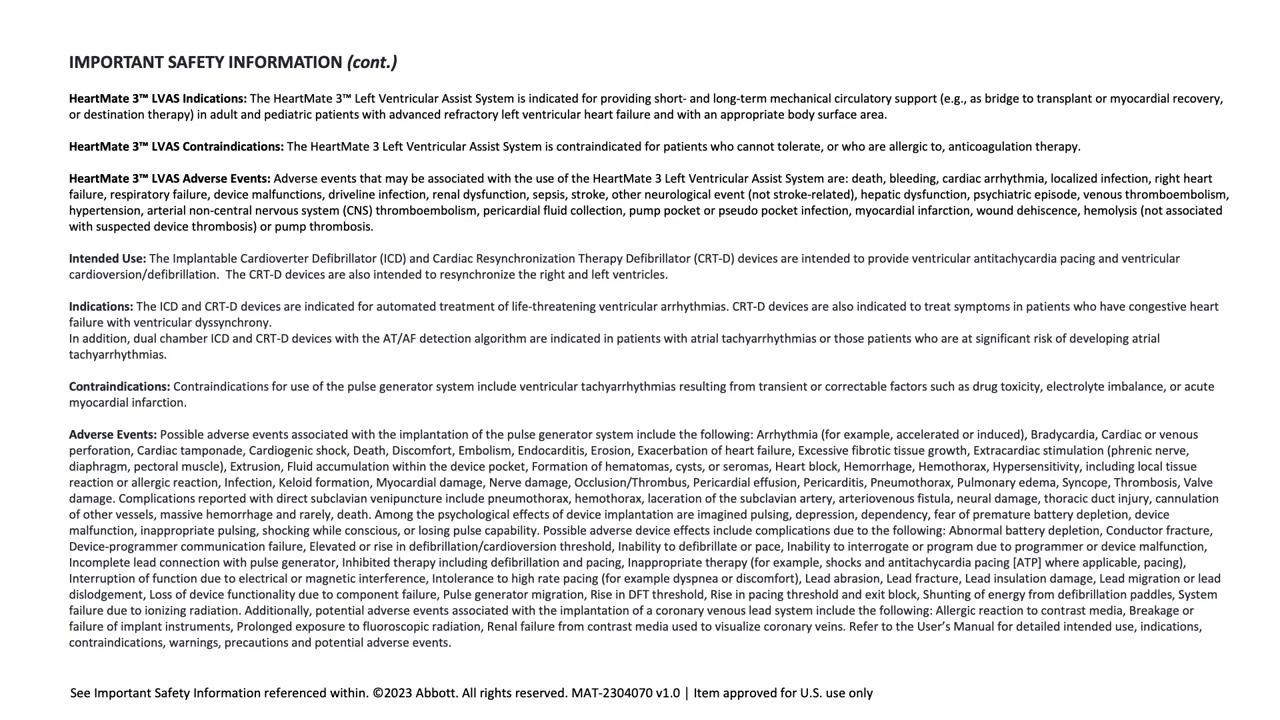 IMPORTANT SAFETY INFORMATION (cont.)
HeartMate 3™ LVAS Indications: The HeartMate 3™ Left Ventricular Assist System is indicated for providing short- and long-term mechanical circulatory support (e.g., as bridge to transplant or myocardial recovery,
or destination therapy) in adult and pediatric patients with advanced refractory left ventricular heart failure and with an appropriate body surface area.
HeartMate 3™ LVAS Contraindications: The HeartMate 3 Left Ventricular Assist System is contraindicated for patients who cannot tolerate, or who are allergic to, anticoagulation therapy.
HeartMate 3™ LVAS Adverse Events: Adverse events that may be associated with the use of the HeartMate 3 Left Ventricular Assist System are: death, bleeding, cardiac arrhythmia, localized infection, right heart
failure, respiratory failure, device malfunctions, driveline infection, renal dysfunction, sepsis, stroke, other neurological event (not stroke-related), hepatic dysfunction, psychiatric episode, venous thromboembolism,
hypertension, arterial non-central nervous system (CNS) thromboembolism, pericardial fluid collection, pump pocket or pseudo pocket infection, myocardial infarction, wound dehiscence, hemolysis (not associated
with suspected device thrombosis) or pump thrombosis.
Intended Use: The Implantable Cardioverter Defibrillator (ICD) and Cardiac Resynchronization Therapy Defibrillator (CRT-D) devices are intended to provide ventricular antitachycardia pacing and ventricular
cardioversion/defibrillation. The CRT-D devices are also intended to resynchronize the right and left ventricles.
Indications: The ICD and CRT-D devices are indicated for automated treatment of life-threatening ventricular arrhythmias. CRT-D devices are also indicated to treat symptoms in patients who have congestive heart
failure with ventricular dyssynchrony.
In addition, dual chamber ICD and CRT-D devices with the AT/AF detection algorithm are indicated in patients with atrial tachyarrhythmias or those patients who are at significant risk of developing atrial
tachyarrhythmias.
Contraindications: Contraindications for use of the pulse generator system include ventricular tachyarrhythmias resulting from transient or correctable factors such as drug toxicity, electrolyte imbalance, or acute
myocardial infarction.
Adverse Events: Possible adverse events associated with the implantation of the pulse generator system include the following: Arrhythmia (for example, accelerated or induced), Bradycardia, Cardiac or venous
perforation, Cardiac tamponade, Cardiogenic shock, Death, Discomfort, Embolism, Endocarditis, Erosion, Exacerbation of heart failure, Excessive fibrotic tissue growth, Extracardiac stimulation (phrenic nerve,
diaphragm, pectoral muscle), Extrusion, Fluid accumulation within the device pocket, Formation of hematomas, cysts, or seromas, Heart block, Hemorrhage, Hemothorax, Hypersensitivity, including local tissue
reaction or allergic reaction, Infection, Keloid formation, Myocardial damage, Nerve damage, Occlusion/Thrombus, Pericardial effusion, Pericarditis, Pneumothorax, Pulmonary edema, Syncope, Thrombosis, Valve
damage. Complications reported with direct subclavian venipuncture include pneumothorax, hemothorax, laceration of the subclavian artery, arteriovenous fistula, neural damage, thoracic duct injury, cannulation
of other vessels, massive hemorrhage and rarely, death. Among the psychological effects of device implantation are imagined pulsing, depression, dependency, fear of premature battery depletion, device
malfunction, inappropriate pulsing, shocking while conscious, or losing pulse capability. Possible adverse device effects include complications due to the following: Abnormal battery depletion, Conductor fracture,
Device-programmer communication failure, Elevated or rise in defibrillation/cardioversion threshold, Inability to defibrillate or pace, Inability to interrogate or program due to programmer or device malfunction,
Incomplete lead connection with pulse generator, Inhibited therapy including defibrillation and pacing, Inappropriate therapy (for example, shocks and antitachycardia pacing [ATP] where applicable, pacing),
Interruption of function due to electrical or magnetic interference, Intolerance to high rate pacing (for example dyspnea or discomfort), Lead abrasion, Lead fracture, Lead insulation damage, Lead migration or lead
dislodgement, Loss of device functionality due to component failure, Pulse generator migration, Rise in DFT threshold, Rise in pacing threshold and exit block, Shunting of energy from defibrillation paddles, System
failure due to ionizing radiation. Additionally, potential adverse events associated with the implantation of a coronary venous lead system include the following: Allergic reaction to contrast media, Breakage or
failure of implant instruments, Prolonged exposure to fluoroscopic radiation, Renal failure from contrast media used to visualize coronary veins. Refer to the User’s Manual for detailed intended use, indications,
contraindications, warnings, precautions and potential adverse events.
See Important Safety Information referenced within. ©2023 Abbott. All rights reserved. MAT-2304070 v1.0 | Item approved for U.S. use only